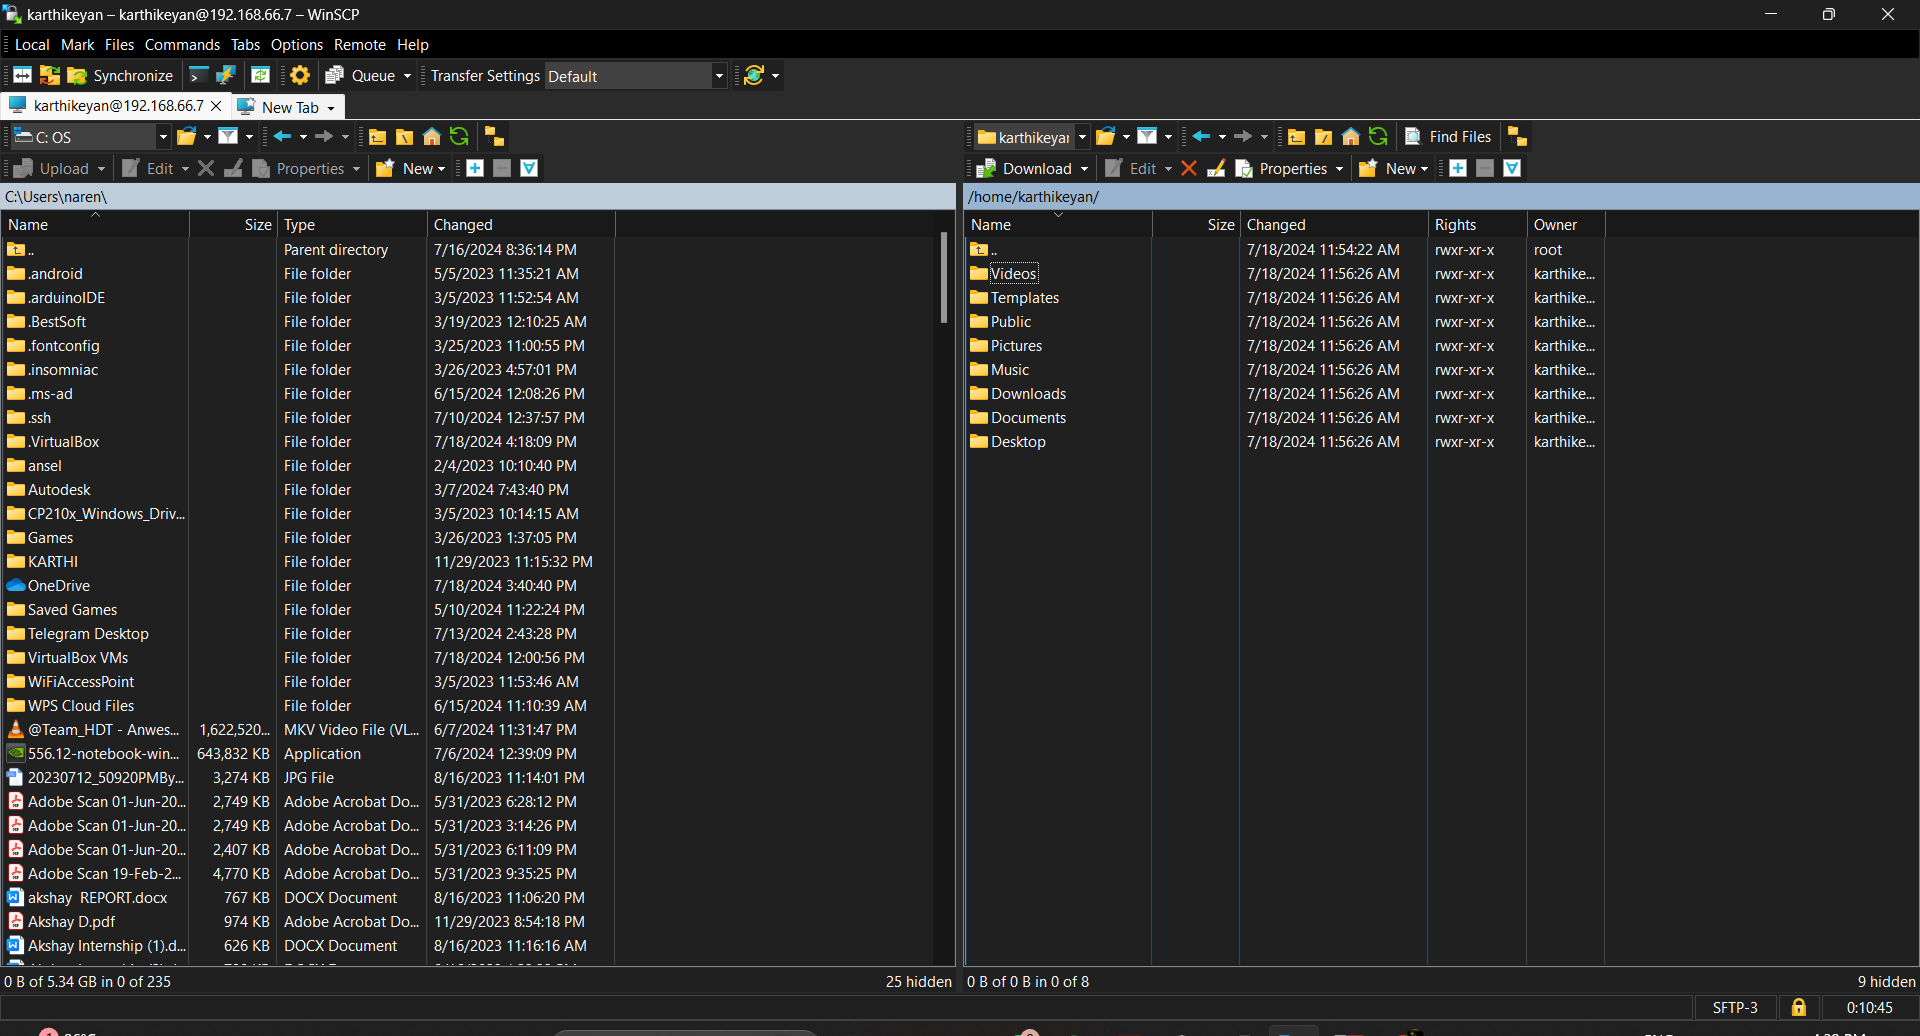 karthikeyan – karthikeyan@192.168.66.7 – WinSCP
Local Mark Files Commands Tabs Options Remote Help
Synchronize Queue Transfer Settings Default
karthikeyan@192.168.66.7 New Tab
C: OS
Upload Edit Properties New
C:\Users\naren\
Name Size Type Changed
.. Parent directory 7/16/2024 8:36:14 PM
.android File folder 5/5/2023 11:35:21 AM
.arduinoIDE File folder 3/5/2023 11:52:54 AM
.BestSoft File folder 3/19/2023 12:10:25 AM
.fontconfig File folder 3/25/2023 11:00:55 PM
.insomniac File folder 3/26/2023 4:57:01 PM
.ms-ad File folder 6/15/2024 12:08:26 PM
.ssh File folder 7/10/2024 12:37:57 PM
.VirtualBox File folder 7/18/2024 4:18:09 PM
ansel File folder 2/4/2023 10:10:40 PM
Autodesk File folder 3/7/2024 7:43:40 PM
CP210x_Windows_Driv... File folder 3/5/2023 10:14:15 AM
Games File folder 3/26/2023 1:37:05 PM
KARTHI File folder 11/29/2023 11:15:32 PM
OneDrive File folder 7/18/2024 3:40:40 PM
Saved Games File folder 5/10/2024 11:22:24 PM
Telegram Desktop File folder 7/13/2024 2:43:28 PM
VirtualBox VMs File folder 7/18/2024 12:00:56 PM
WiFiAccessPoint File folder 3/5/2023 11:53:46 AM
WPS Cloud Files File folder 6/15/2024 11:10:39 AM
@Team_HDT - Anwes... 1,622,520... MKV Video File (VL... 6/7/2024 11:31:47 PM
556.12-notebook-win... 643,832 KB Application 7/6/2024 12:39:09 PM
20230712_50920PMBy... 3,274 KB JPG File 8/16/2023 11:14:01 PM
Adobe Scan 01-Jun-20... 2,749 KB Adobe Acrobat Do... 5/31/2023 6:28:12 PM
Adobe Scan 01-Jun-20... 2,749 KB Adobe Acrobat Do... 5/31/2023 3:14:26 PM
Adobe Scan 01-Jun-20... 2,407 KB Adobe Acrobat Do... 5/31/2023 6:11:09 PM
Adobe Scan 19-Feb-2... 4,770 KB Adobe Acrobat Do... 5/31/2023 9:35:25 PM
akshay REPORT.docx 767 KB DOCX Document 8/16/2023 11:06:20 PM
Akshay D.pdf 974 KB Adobe Acrobat Do... 11/29/2023 8:54:18 PM
Akshay Internship (1).d... 626 KB DOCX Document 8/16/2023 11:16:16 AM
0 B of 5.34 GB in 0 of 235 25 hidden
karthikeyar Find Files
Download Edit Properties New
/home/karthikeyan/
Name Size Changed Rights Owner
.. 7/18/2024 11:54:22 AM rwxr-xr-x root
Videos 7/18/2024 11:56:26 AM rwxr-xr-x karthike...
Templates 7/18/2024 11:56:26 AM rwxr-xr-x karthike...
Public 7/18/2024 11:56:26 AM rwxr-xr-x karthike...
Pictures 7/18/2024 11:56:26 AM rwxr-xr-x karthike...
Music 7/18/2024 11:56:26 AM rwxr-xr-x karthike...
Downloads 7/18/2024 11:56:26 AM rwxr-xr-x karthike...
Documents 7/18/2024 11:56:26 AM rwxr-xr-x karthike...
Desktop 7/18/2024 11:56:26 AM rwxr-xr-x karthike...
0 B of 0 B in 0 of 8 9 hidden
SFTP-3 0:10:45